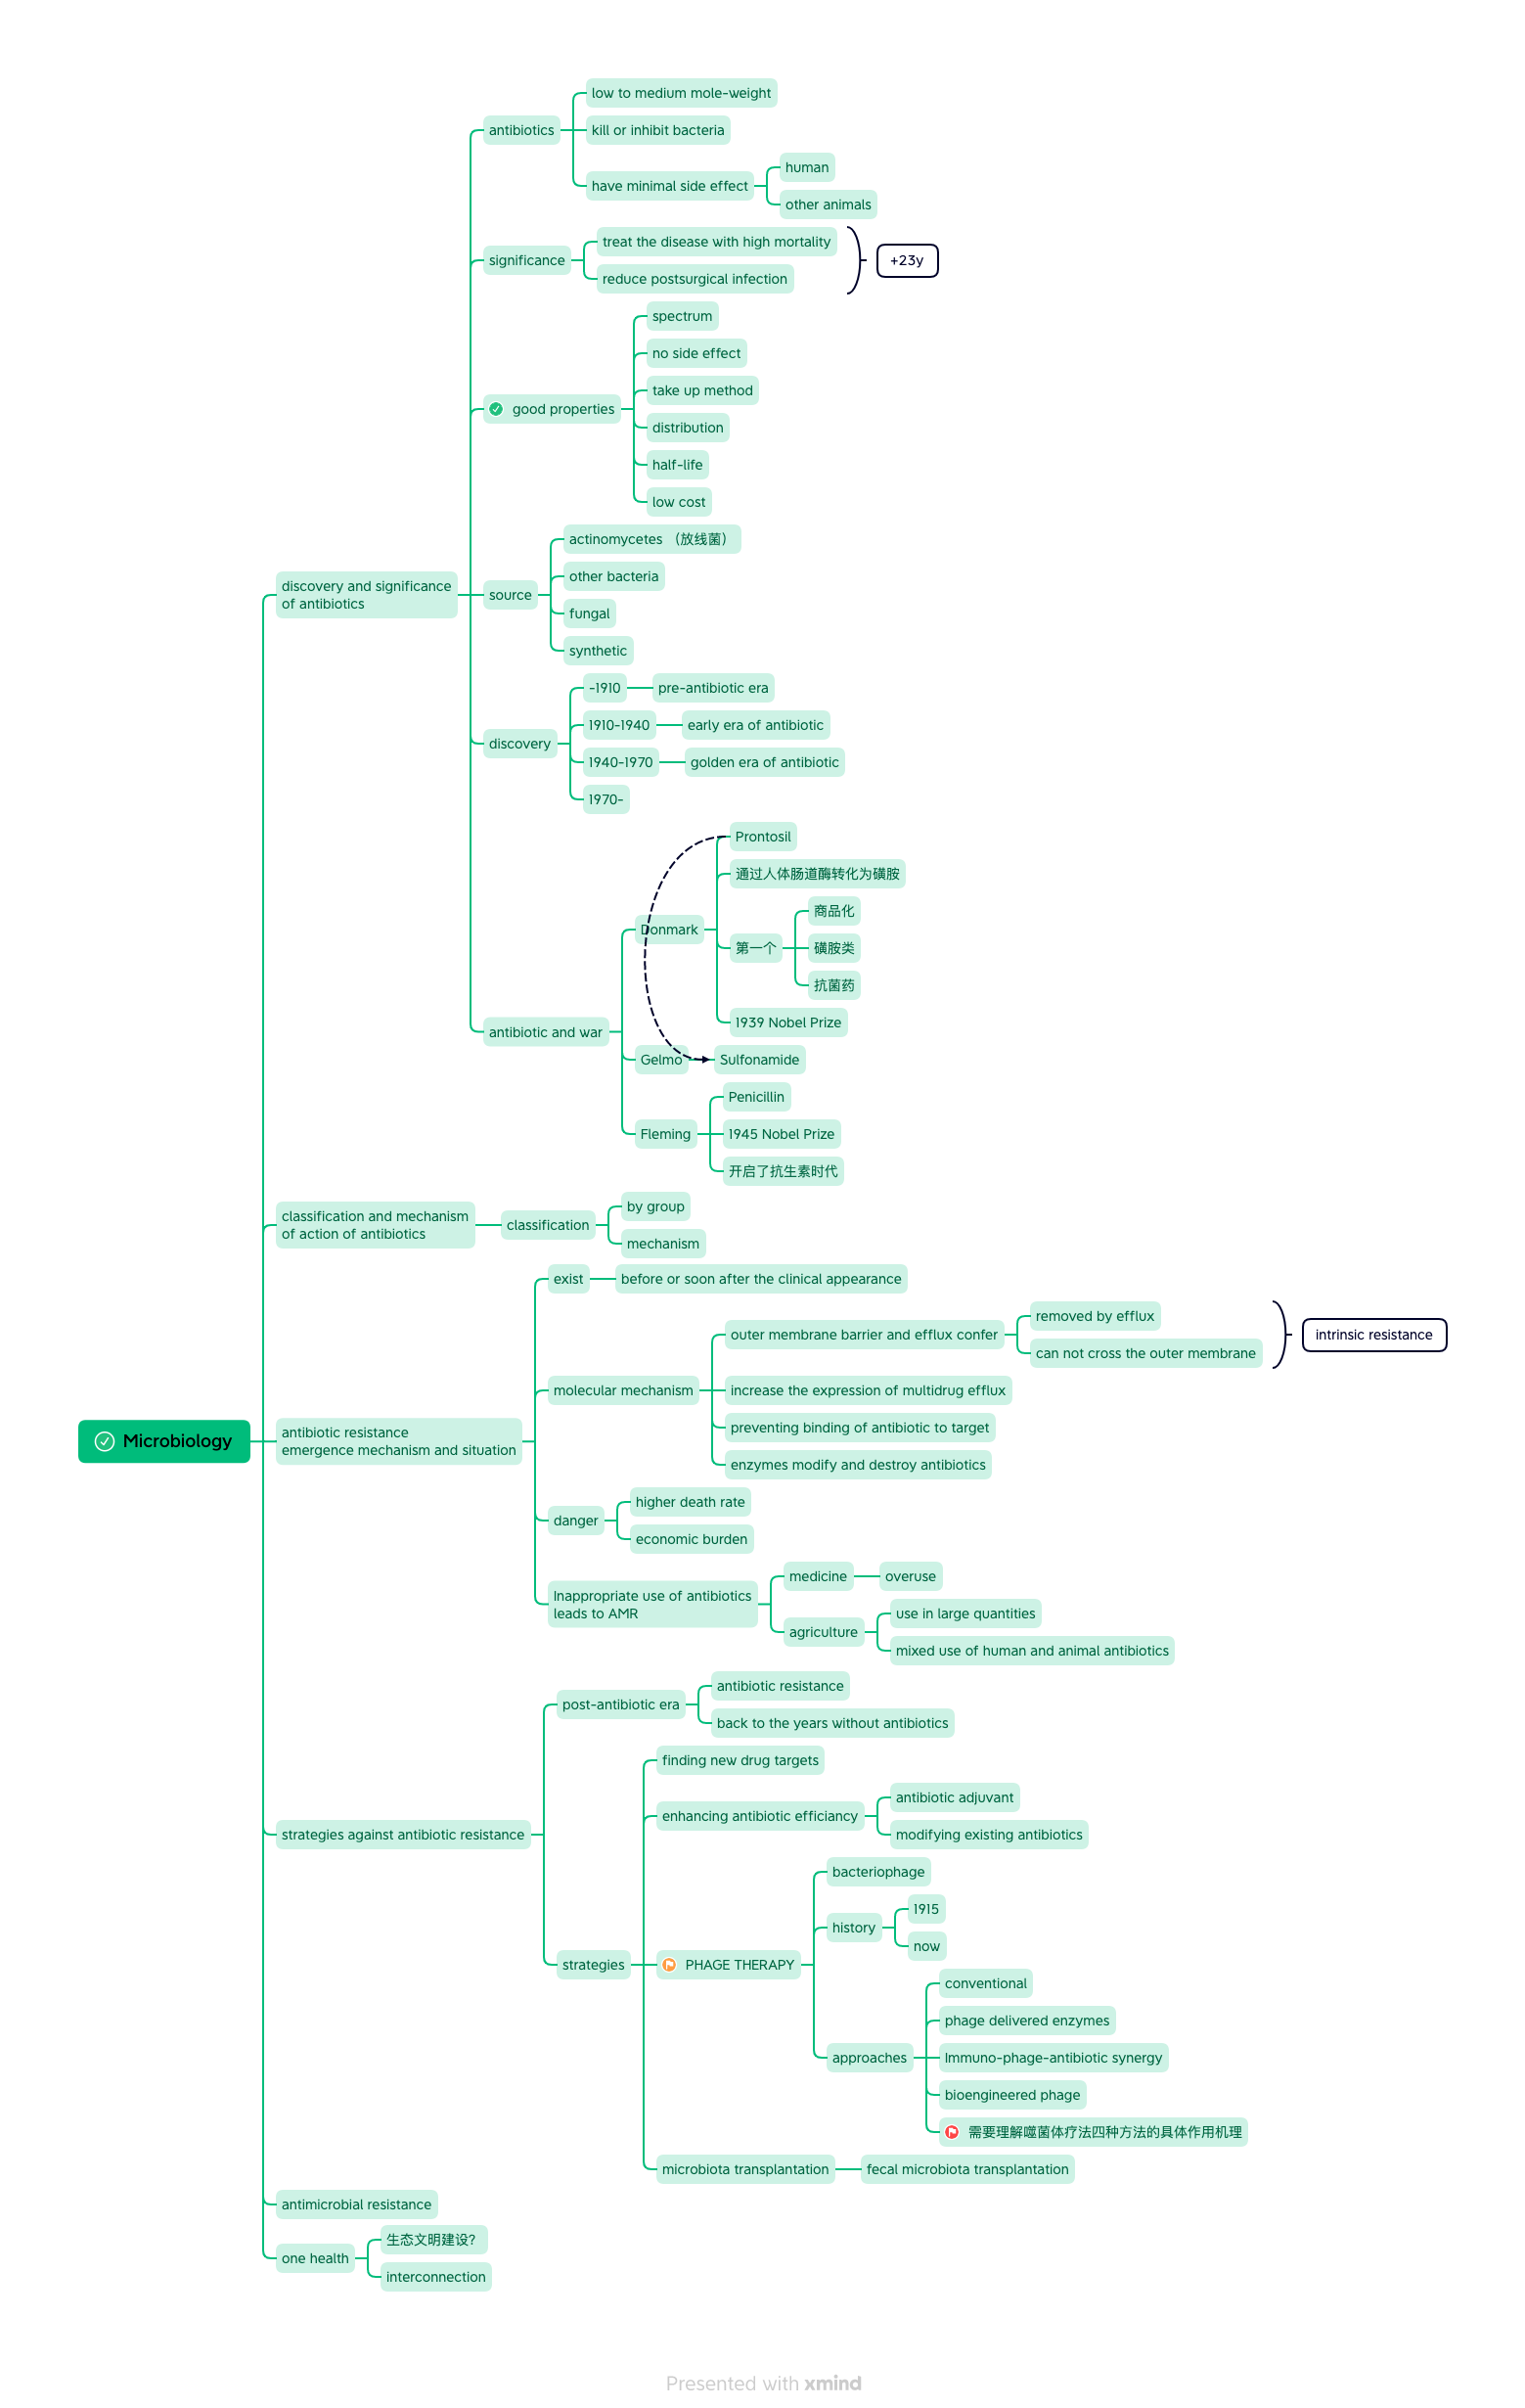 low to medium mole-weight
antibiotics
kill or inhibit bacteria
human
have minimal side effect
other animals
treat the disease with high mortality
significance
+23y
reduce postsurgical infection
spectrum
no side effect
take up method
good properties
distribution
half-life
low cost
actinomycetes （放线菌）
other bacteria
discovery and significance
of antibiotics
source
fungal
synthetic
-1910
pre-antibiotic era
1910-1940
early era of antibiotic
discovery
1940-1970
golden era of antibiotic
1970-
Prontosil
通过人体肠道酶转化为磺胺
商品化
Donmark
第一个
磺胺类
抗菌药
1939 Nobel Prize
antibiotic and war
Gelmo
Sulfonamide
Penicillin
Fleming
1945 Nobel Prize
开启了抗生素时代
classification and mechanism
of action of antibiotics
classification
by group
mechanism
exist
before or soon after the clinical appearance
removed by efflux
outer membrane barrier and efflux confer
intrinsic resistance
can not cross the outer membrane
molecular mechanism
increase the expression of multidrug efflux
preventing binding of antibiotic to target
Microbiology
antibiotic resistance
emergence mechanism and situation
enzymes modify and destroy antibiotics
higher death rate
danger
economic burden
medicine
overuse
Inappropriate use of antibiotics
leads to AMR
use in large quantities
agriculture
mixed use of human and animal antibiotics
antibiotic resistance
post-antibiotic era
back to the years without antibiotics
finding new drug targets
antibiotic adjuvant
enhancing antibiotic efficiancy
modifying existing antibiotics
strategies against antibiotic resistance
bacteriophage
1915
history
now
strategies
PHAGE THERAPY
conventional
phage delivered enzymes
approaches
Immuno-phage-antibiotic synergy
bioengineered phage
需要理解噬菌体疗法四种方法的具体作用机理
microbiota transplantation
fecal microbiota transplantation
antimicrobial resistance
生态文明建设？
one health
interconnection
Presented with xmind